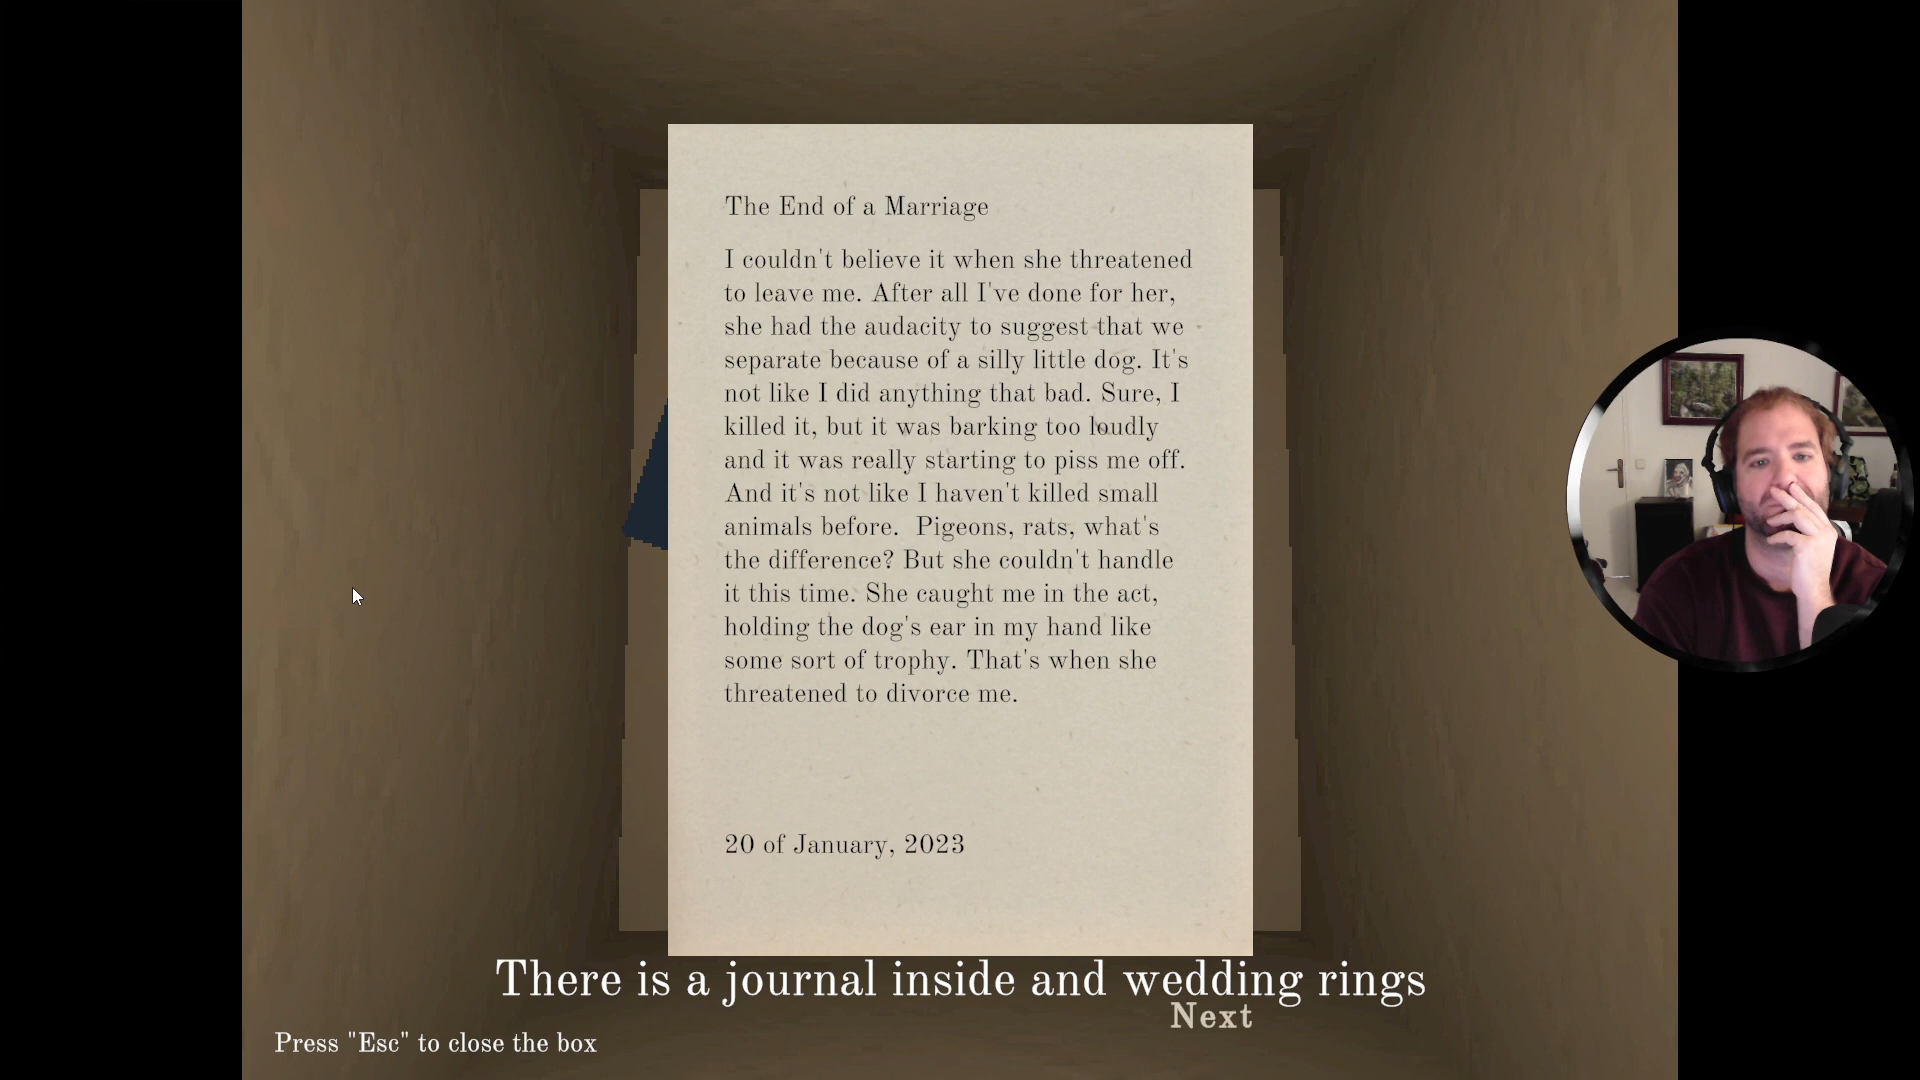 The End of a Marriage
I couldn't believe it when she threatened
to leave me. After all I've done for her,
she had the audacity to suggest that we
separate because of a silly little dog. It's
not like I did anything that bad. Sure, I
killed it, but it was barking too loudly
and it was really starting to piss me off.
And it's not like I haven't killed small
animals before.  Pigeons, rats, what's
the difference? But she couldn't handle
it this time. She caught me in the act,
holding the dog's ear in my hand like
some sort of trophy. That's when she
threatened to divorce me.
20 of January, 2023
There is a journal inside and wedding rings
Next
Press "Esc" to close the box